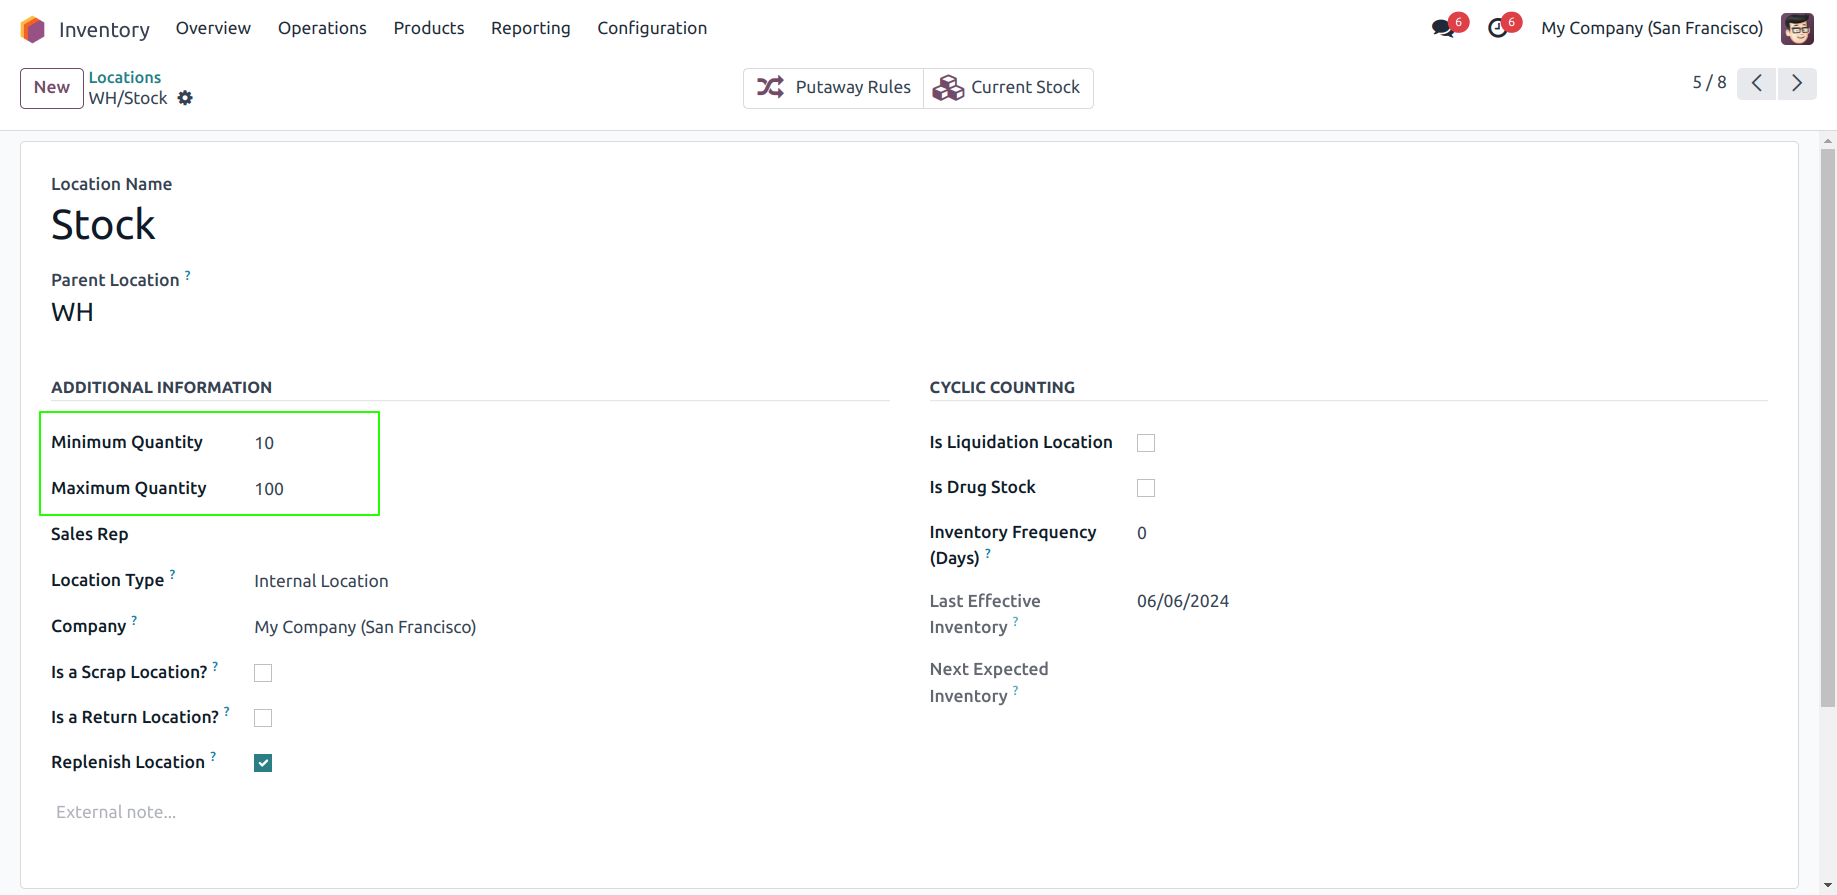 Inventory Overview Operations Products Reporting Configuration 6 6 My Company (San Francisco)
New Locations
WH/Stock
Putaway Rules Current Stock
5 / 8
Location Name
Stock
Parent Location ?
WH
ADDITIONAL INFORMATION
Minimum Quantity 10
Maximum Quantity 100
Sales Rep
Location Type ? Internal Location
Company ? My Company (San Francisco)
Is a Scrap Location? ?
Is a Return Location? ?
Replenish Location ?
External note...
CYCLIC COUNTING
Is Liquidation Location
Is Drug Stock
Inventory Frequency 0
(Days) ?
Last Effective 06/06/2024
Inventory ?
Next Expected
Inventory ?